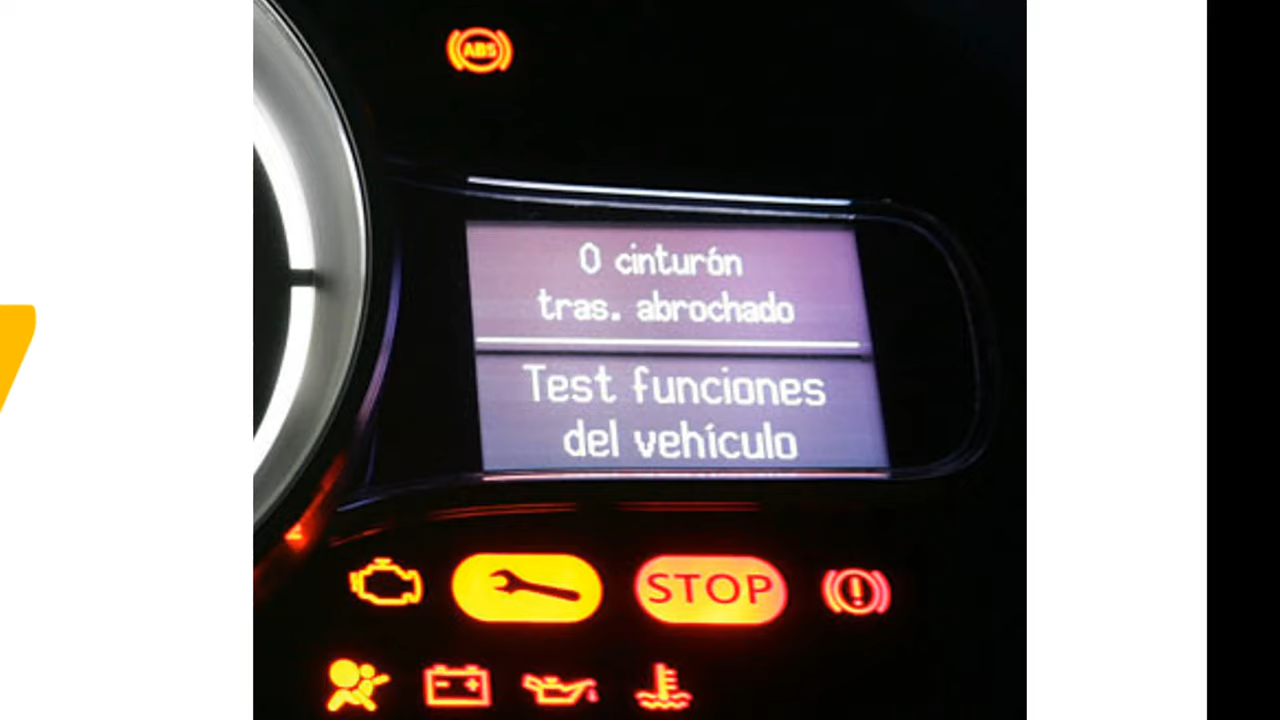 ABS
0 cinturón
tras. abrochado
Test funciones
del vehículo
STOP